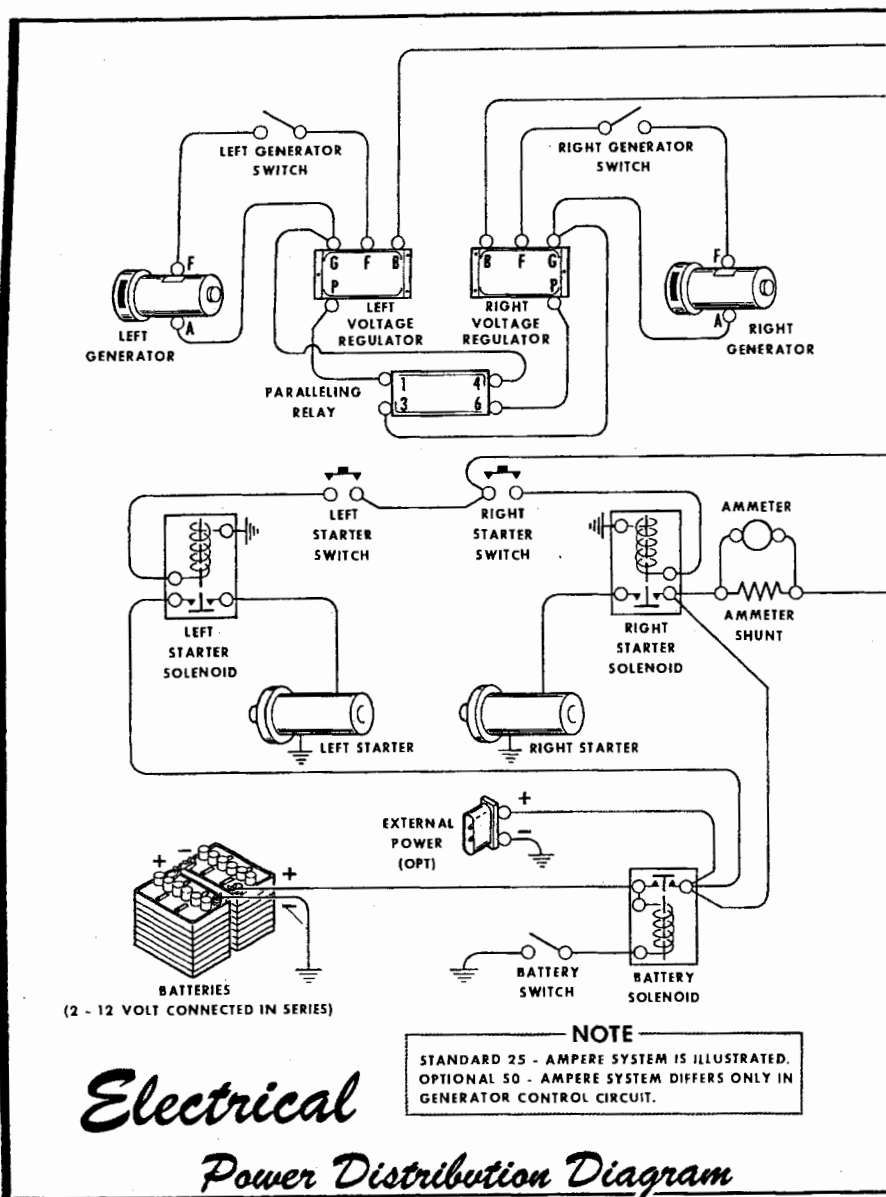 LEFT GENERATOR
SWITCH
RIGHT GENERATOR
SWITCH
F
A
LEFT
GENERATOR
G F B
P
LEFT
VOLTAGE
REGULATOR
B F G
P
RIGHT
VOLTAGE
REGULATOR
F
A
RIGHT
GENERATOR
PARALLELING
RELAY
1 4
3 6
LEFT
STARTER
SWITCH
RIGHT
STARTER
SWITCH
AMMETER
AMMETER
SHUNT
LEFT
STARTER
SOLENOID
RIGHT
STARTER
SOLENOID
LEFT STARTER
RIGHT STARTER
EXTERNAL
POWER
(OPT)
+
-
+ -
+
-
BATTERIES
(2 - 12 VOLT CONNECTED IN SERIES)
BATTERY
SWITCH
BATTERY
SOLENOID
NOTE
STANDARD 25 - AMPERE SYSTEM IS ILLUSTRATED.
OPTIONAL 50 - AMPERE SYSTEM DIFFERS ONLY IN
GENERATOR CONTROL CIRCUIT.
Electrical
Power Distribution Diagram